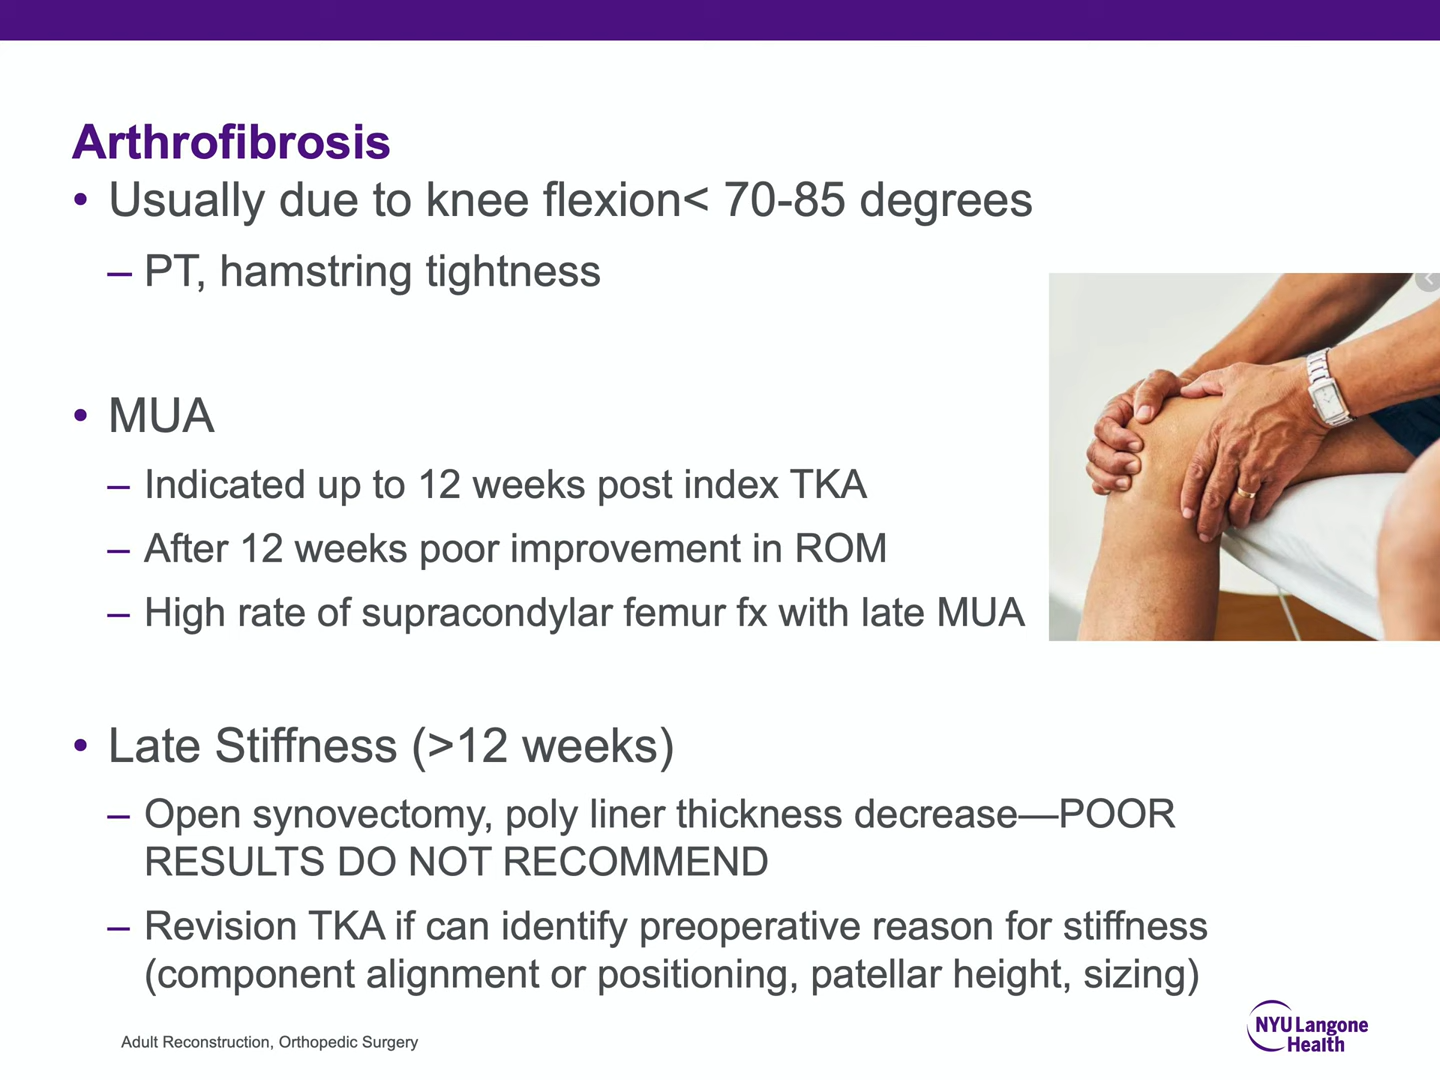 Arthrofibrosis
• Usually due to knee flexion< 70-85 degrees
– PT, hamstring tightness
• MUA
– Indicated up to 12 weeks post index TKA
– After 12 weeks poor improvement in ROM
– High rate of supracondylar femur fx with late MUA
• Late Stiffness (>12 weeks)
– Open synovectomy, poly liner thickness decrease—POOR
RESULTS DO NOT RECOMMEND
– Revision TKA if can identify preoperative reason for stiffness
(component alignment or positioning, patellar height, sizing)
Adult Reconstruction, Orthopedic Surgery
NYU Langone
Health